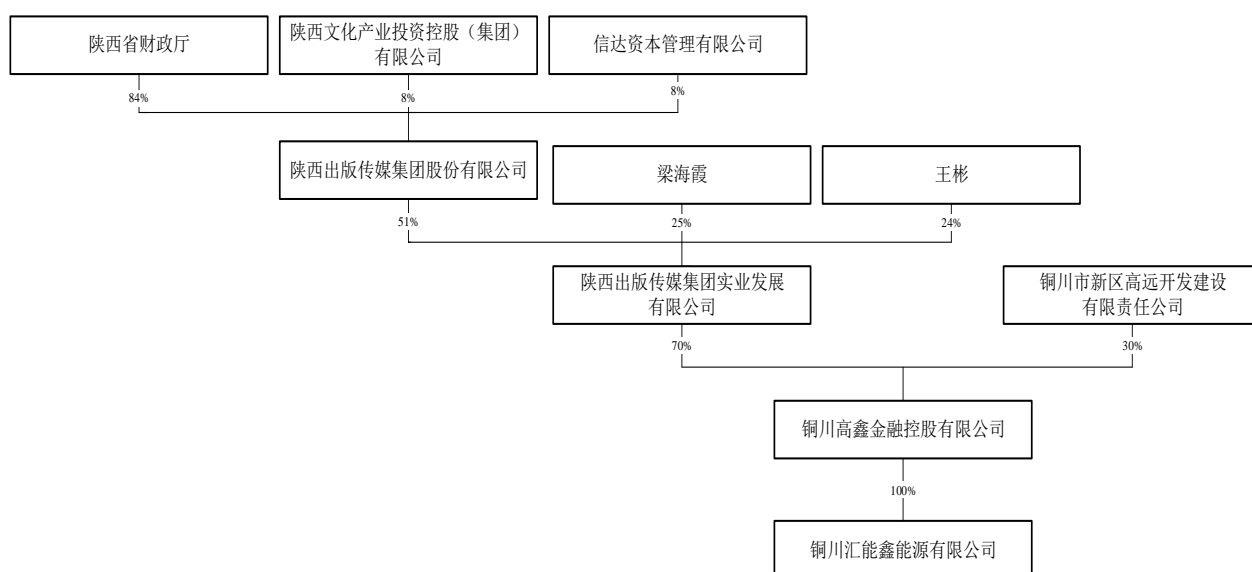 陕西省财政厅
陕西文化产业投资控股（集团）
有限公司
信达资本管理有限公司
84%
8%
8%
陕西出版传媒集团股份有限公司
梁海霞
王彬
51%
25%
24%
陕西出版传媒集团实业发展
有限公司
铜川市新区高远开发建设
有限责任公司
70%
30%
铜川高鑫金融控股有限公司
100%
铜川汇能鑫能源有限公司